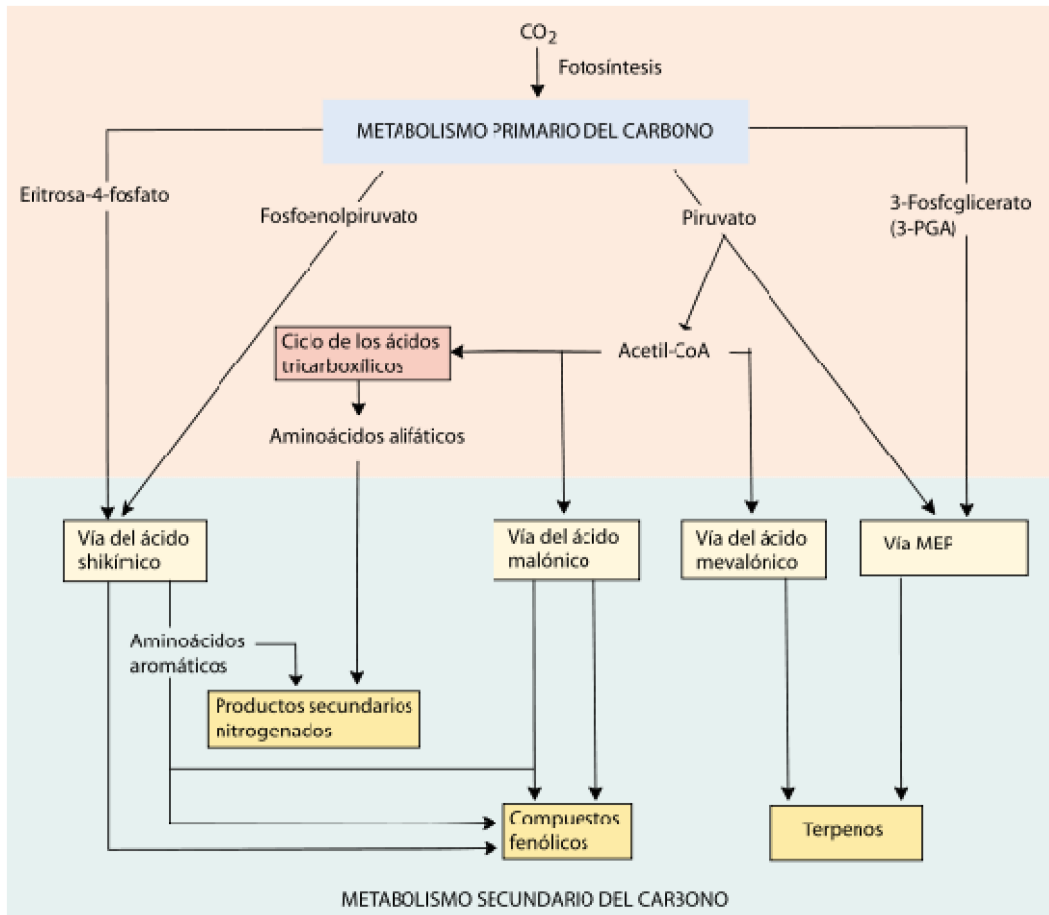 CO2
Fotosíntesis
METABOLISMO PRIMARIO DEL CARBONO
Eritrosa-4-fosfato
Fosfoenolpiruvato
Piruvato
3-Fosfoglicerato
(3-PGA)
Ciclo de los ácidos
tricarboxílicos
Acetil-CoA
Aminoácidos alifáticos
Vía del ácido
shikímico
Vía del ácido
malónico
Vía del ácido
mevalónico
Vía MEP
Aminoácidos
aromáticos
Productos secundarios
nitrogenados
Compuestos
fenólicos
Terpenos
METABOLISMO SECUNDARIO DEL CARBONO